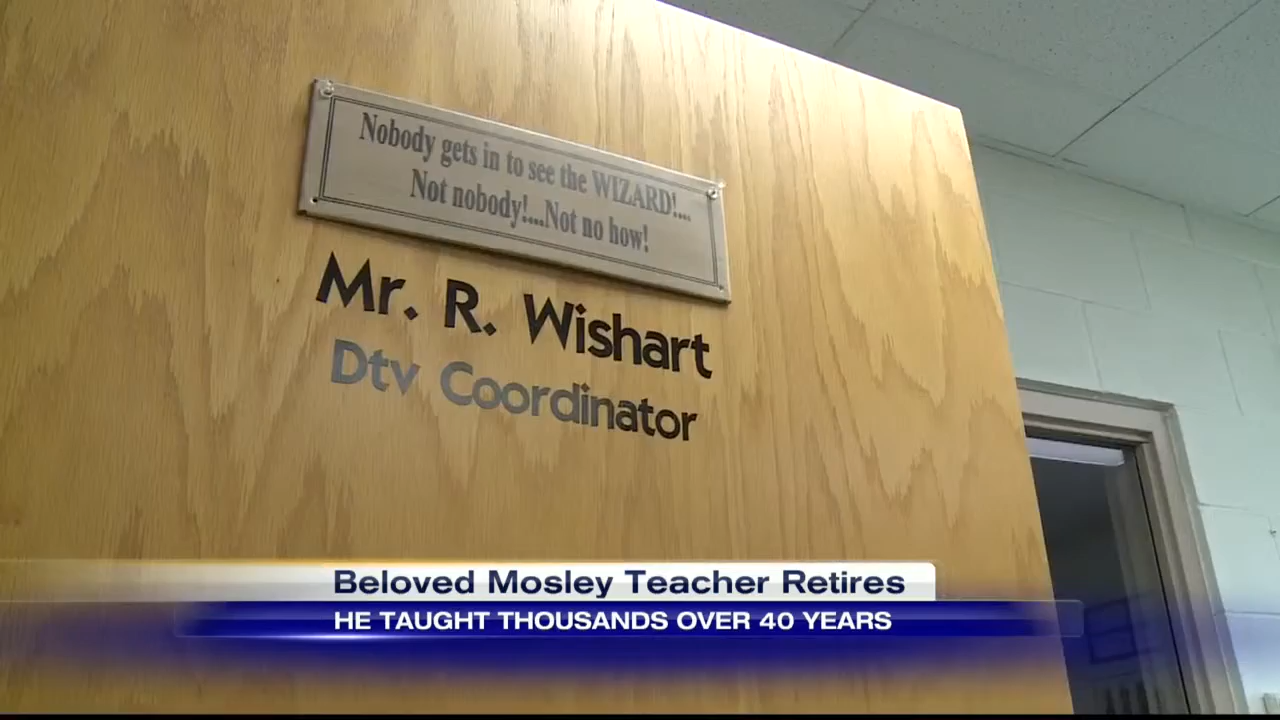 Nobody gets in to see the WIZARD!....
Not nobody!....Not no how!
Mr. R. Wishart
Dtv Coordinator
Beloved Mosley Teacher Retires
HE TAUGHT THOUSANDS OVER 40 YEARS